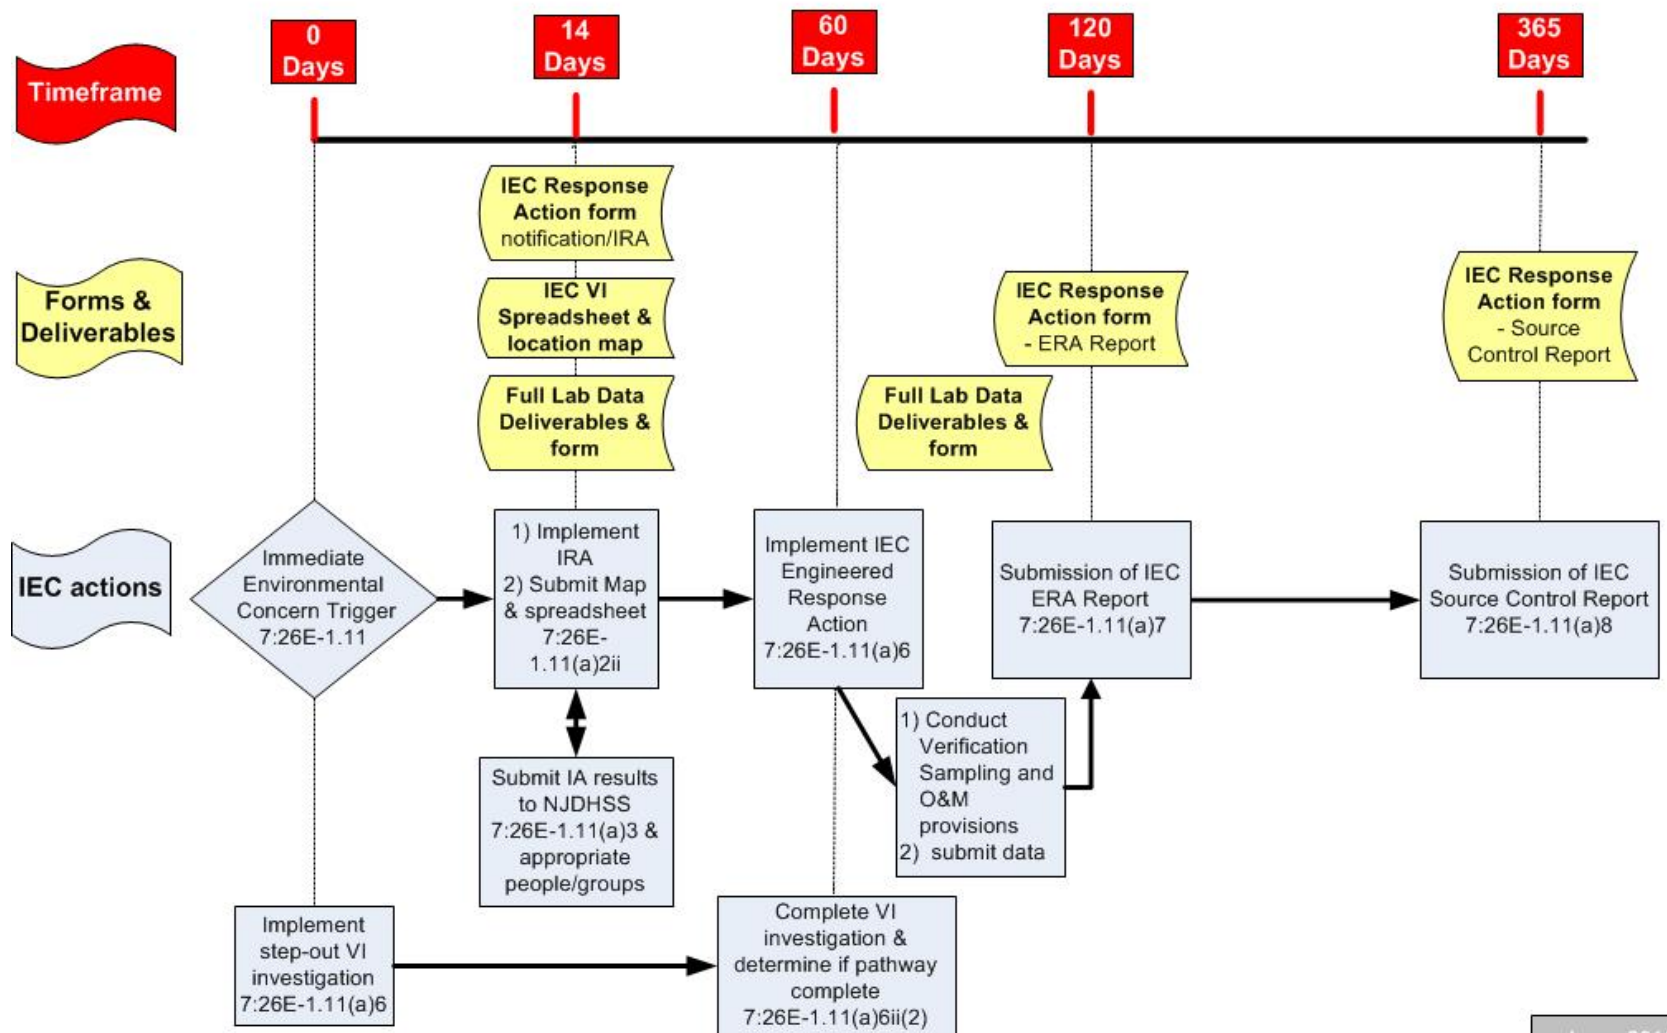 0
Days
14
Days
60
Days
120
Days
365
Days
Timeframe
IEC Response
Action form
notification/IRA
IEC VI
Spreadsheet &
location map
Full Lab Data
Deliverables &
form
Forms &
Deliverables
IEC Response
Action form
- ERA Report
Full Lab Data
Deliverables &
form
IEC Response
Action form
- Source
Control Report
IEC actions
Immediate
Environmental
Concern Trigger
7:26E-1.11
1) Implement
IRA
2) Submit Map
& spreadsheet
7:26E-
1.11(a)2ii
Implement IEC
Engineered
Response
Action
7:26E-1.11(a)6
Submission of IEC
ERA Report
7:26E-1.11(a)7
Submission of IEC
Source Control Report
7:26E-1.11(a)8
Submit IA results
to NJDHSS
7:26E-1.11(a)3 &
appropriate
people/groups
1) Conduct
Verification
Sampling and
O&M
provisions
2) submit data
Implement
step-out VI
investigation
7:26E-1.11(a)6
Complete VI
investigation &
determine if pathway
complete
7:26E-1.11(a)6ii(2)